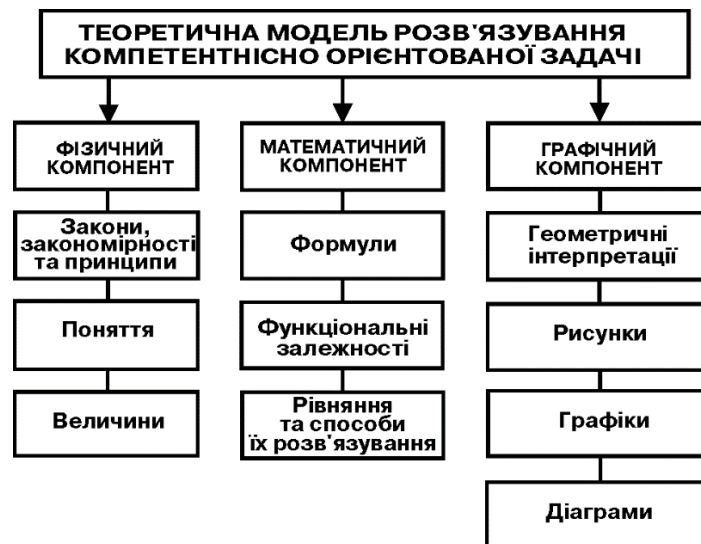 ТЕОРЕТИЧНА МОДЕЛЬ РОЗВ'ЯЗУВАННЯ
КОМПЕТЕНТНІСНО ОРІЄНТОВАНОЇ ЗАДАЧІ
ФІЗИЧНИЙ
КОМПОНЕНТ
Закони,
закономірності
та принципи
Поняття
Величини
МАТЕМАТИЧНИЙ
КОМПОНЕНТ
Формули
Функціональні
залежності
Рівняння
та способи
їх розв'язування
ГРАФІЧНИЙ
КОМПОНЕНТ
Геометричні
інтерпретації
Рисунки
Графіки
Діаграми